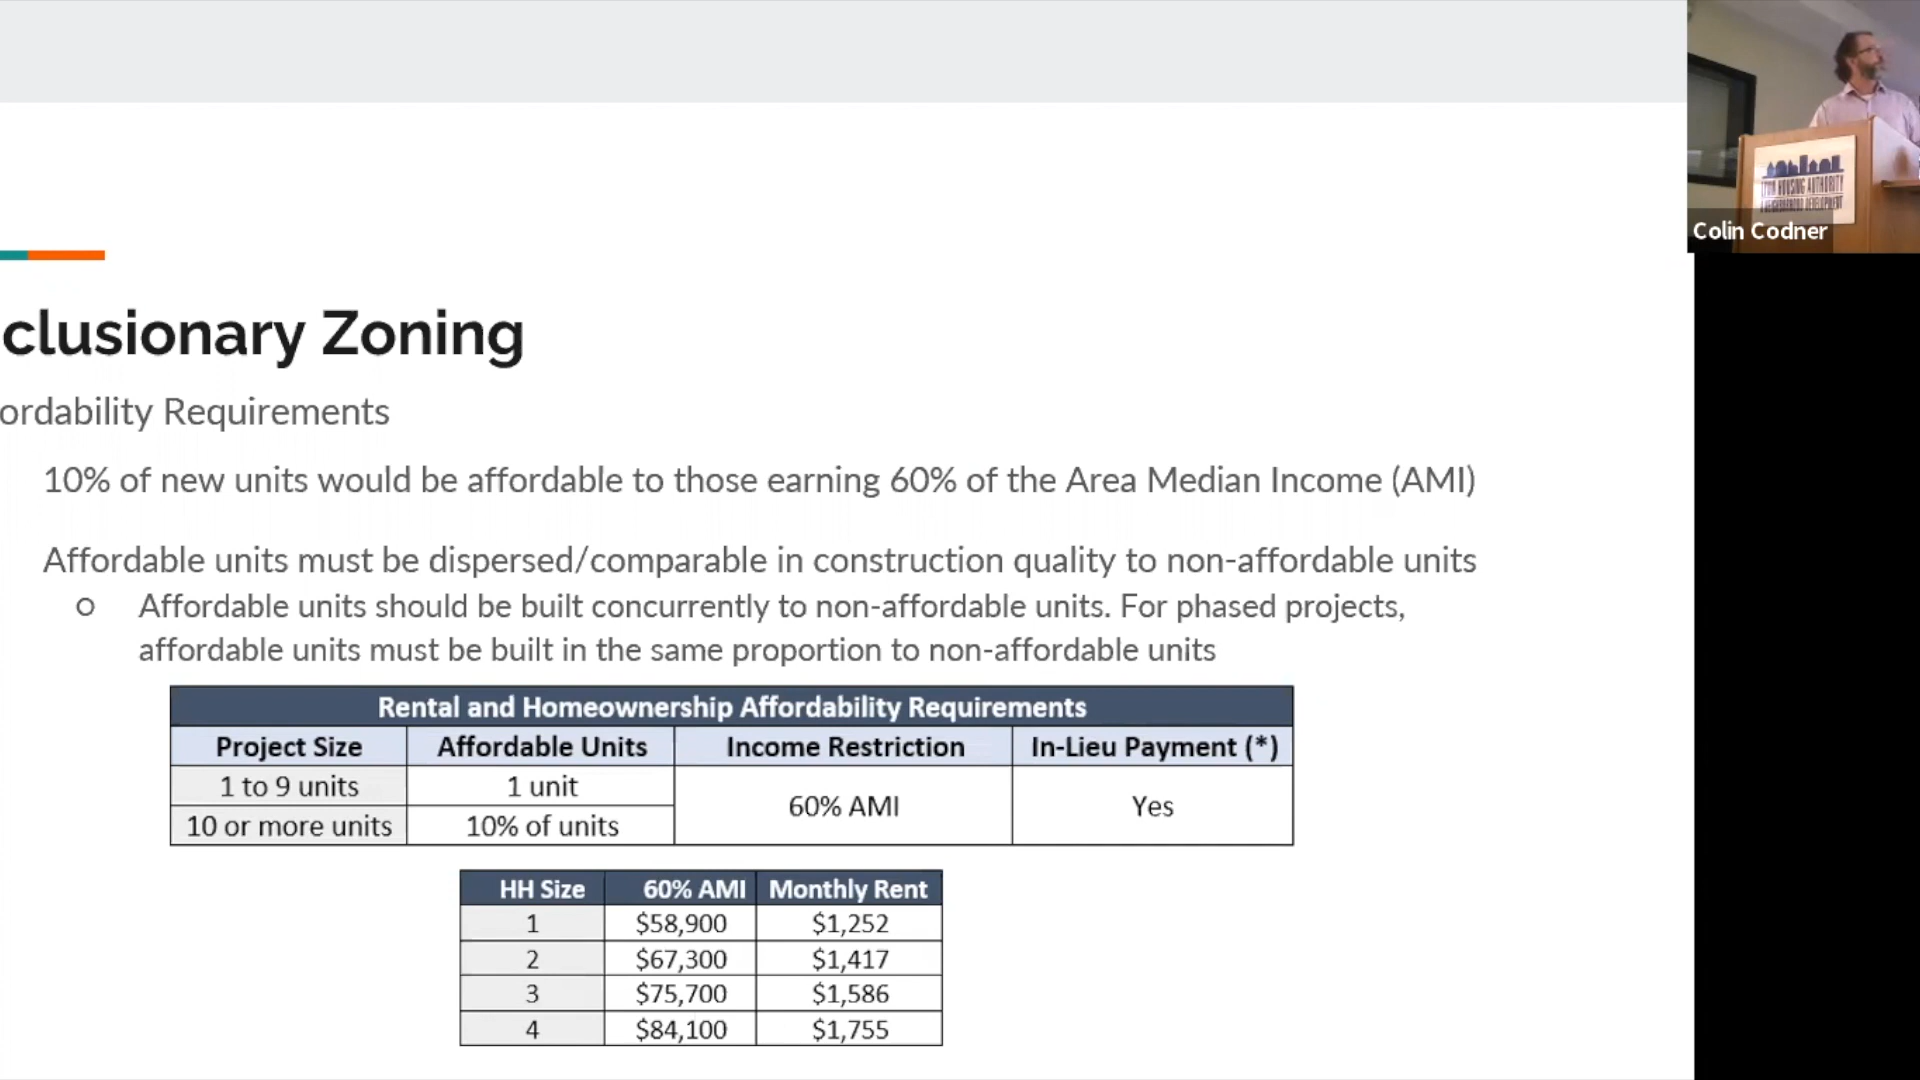 clusionary Zoning
ordability Requirements
10% of new units would be affordable to those earning 60% of the Area Median Income (AMI)
Affordable units must be dispersed/comparable in construction quality to non-affordable units
○ Affordable units should be built concurrently to non-affordable units. For phased projects,
affordable units must be built in the same proportion to non-affordable units
Rental and Homeownership Affordability Requirements
Project Size Affordable Units Income Restriction In-Lieu Payment (*)
1 to 9 units 1 unit 60% AMI Yes
10 or more units 10% of units
HH Size 60% AMI Monthly Rent
1 $58,900 $1,252
2 $67,300 $1,417
3 $75,700 $1,586
4 $84,100 $1,755
HOUSING AUTHORITY
Colin Codner